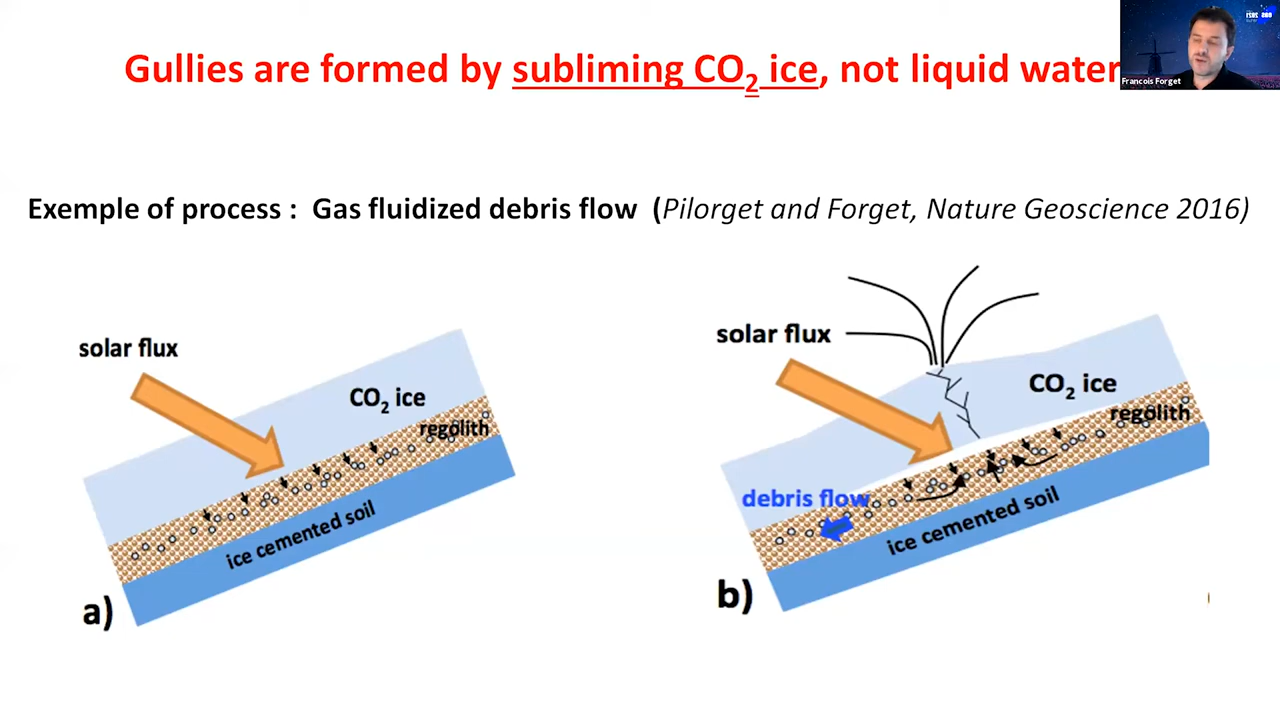 Gullies are formed by subliming CO2 ice, not liquid water
Francois Forget
Exemple of process : Gas fluidized debris flow (Pilorget and Forget, Nature Geoscience 2016)
solar flux
CO2 ice
regolith
ice cemented soil
a)
solar flux
CO2 ice
regolith
debris flow
ice cemented soil
b)